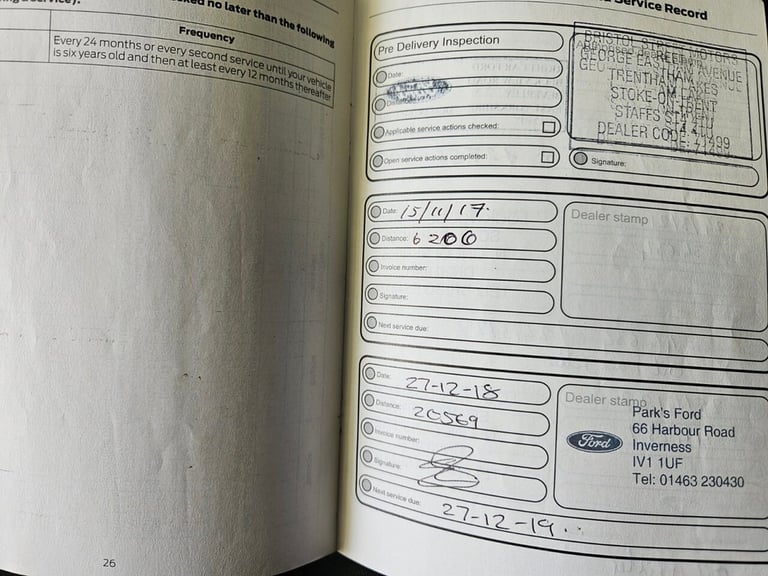 cked no later than the following
Frequency
Every 24 months or every second service until your vehicle
is six years old and then at least every 12 months thereafter
26
Service Record
Pre Delivery Inspection
Date:
Applicable service actions checked:
Open service actions completed:
BRISTOL STREET MOTORS
GEORGE EASTHAM AVENUE
TRENTHAM LAKES
STOKE-ON-TRENT
STAFFS
DEALER CODE:
Signature:
Date: 15/11/17.
Distance: 6200
Invoice number:
Signature:
Next service due:
Dealer stamp
Date: 27-12-18
Distance: 20569
Invoice number:
Signature:
Next service due: 27-12-19..
Dealer stamp
Ford
Park's Ford
66 Harbour Road
Inverness
IV1 1UF
Tel: 01463 230430